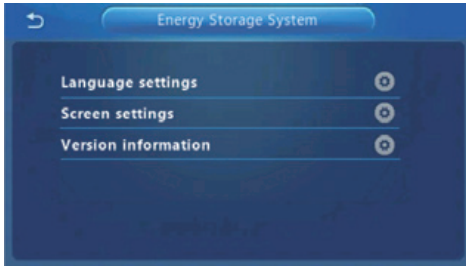 Energy Storage System
Language settings
Screen settings
Version information